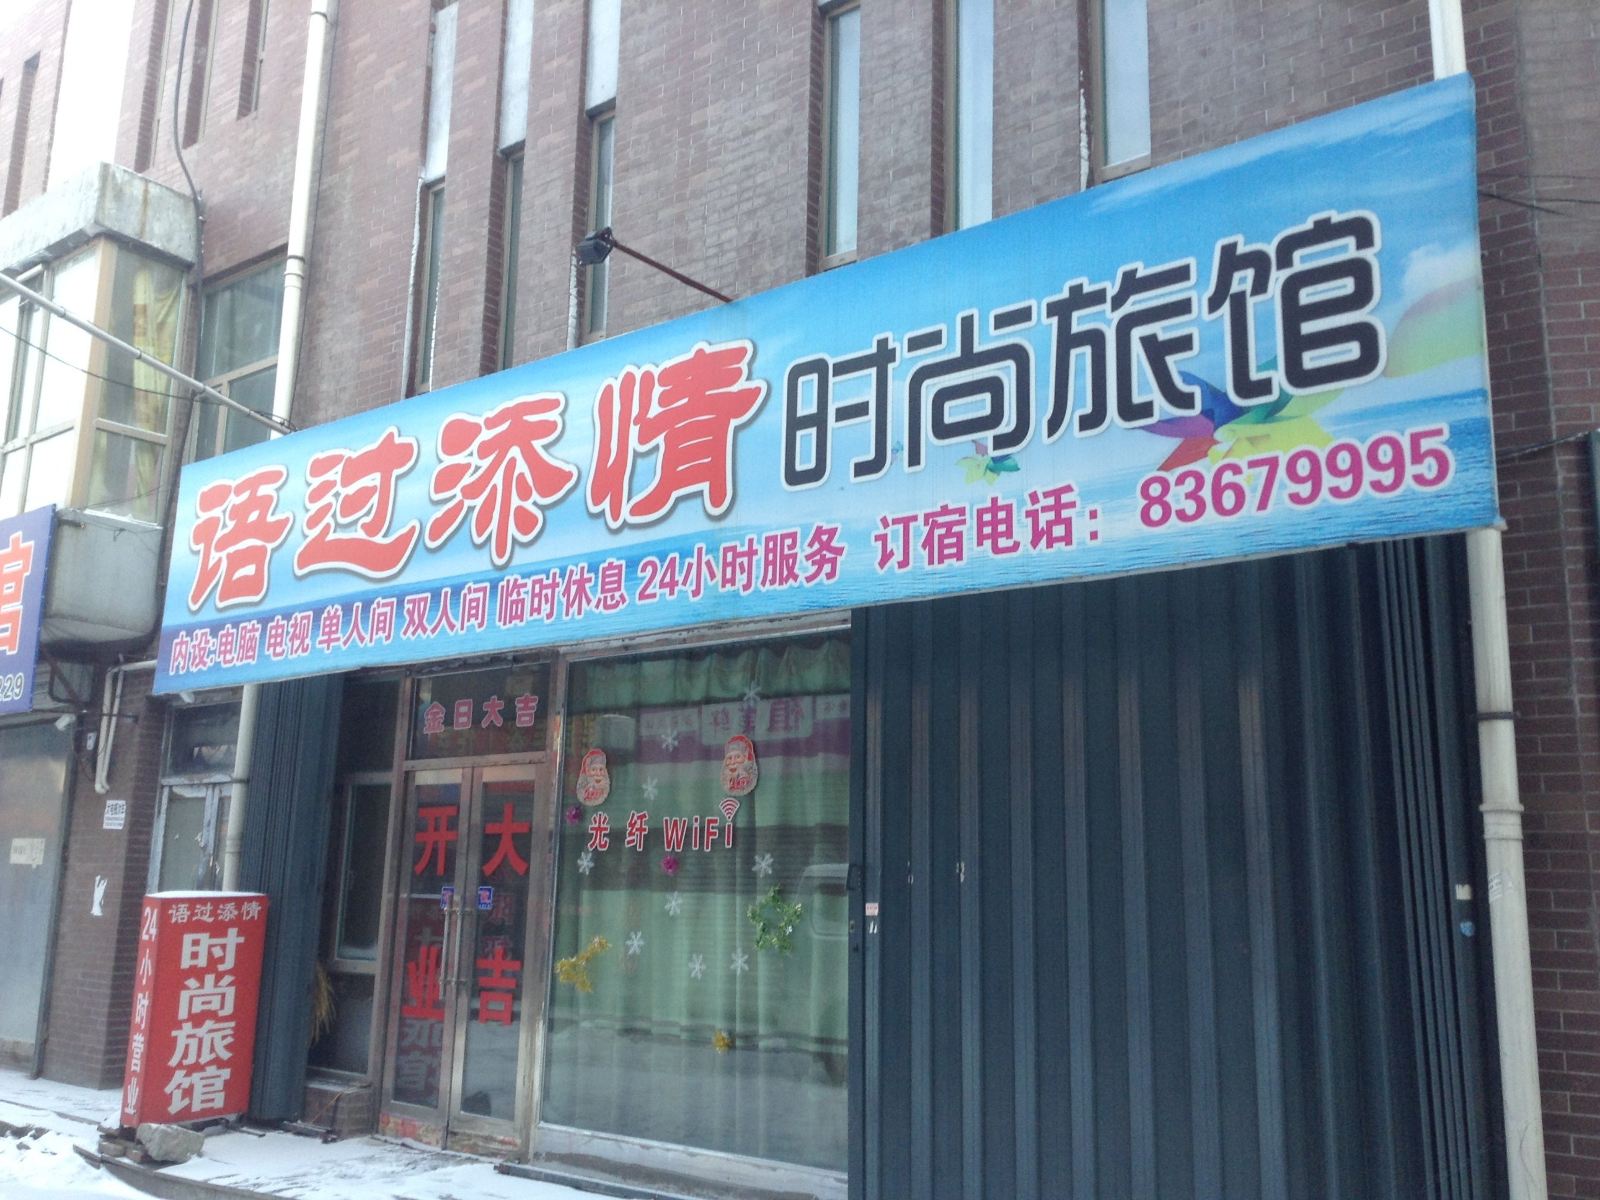 语过添情 时尚旅馆
内设:电脑 电视 单人间 双人间 临时休息 24小时服务 订宿电话：83679995
馆
229
金日大吉
开业
大吉
光纤 WiFi
语过添情
时尚旅馆
24小时营业